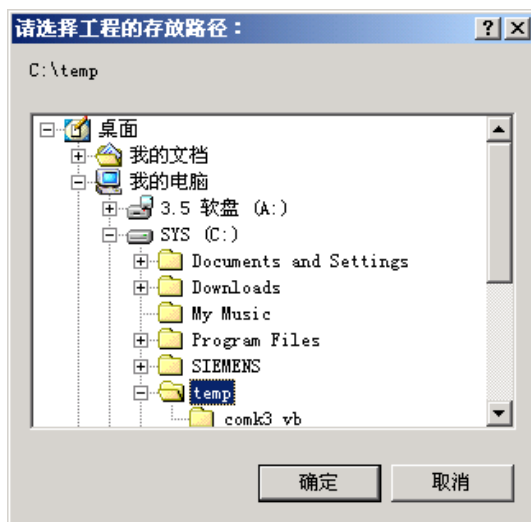 请选择工程的存放路径：
C:\temp
桌面
我的文档
我的电脑
3.5 软盘 (A:)
SYS (C:)
Documents and Settings
Downloads
My Music
Program Files
SIEMENS
temp
comk3_vb
确定 取消